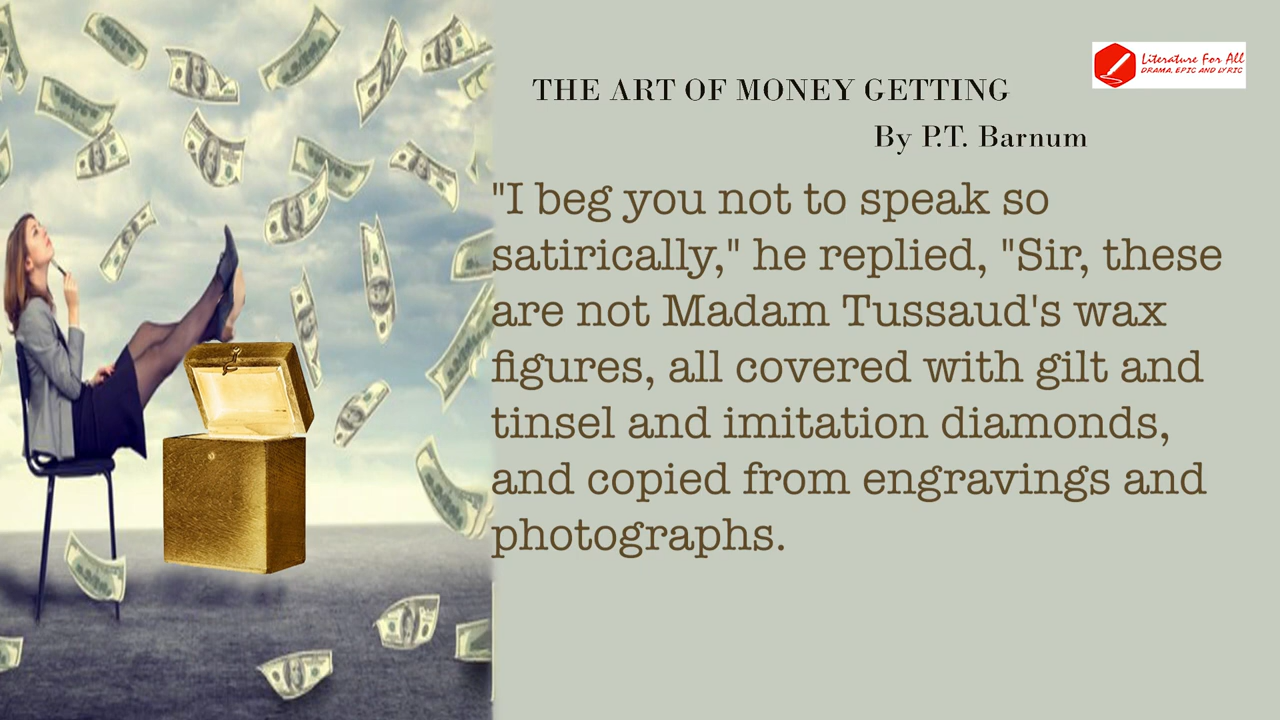 Literature For All
DRAMA, EPIC AND LYRIC
THE ART OF MONEY GETTING
By P.T. Barnum
"I beg you not to speak so
satirically," he replied, "Sir, these
are not Madam Tussaud's wax
figures, all covered with gilt and
tinsel and imitation diamonds,
and copied from engravings and
photographs.